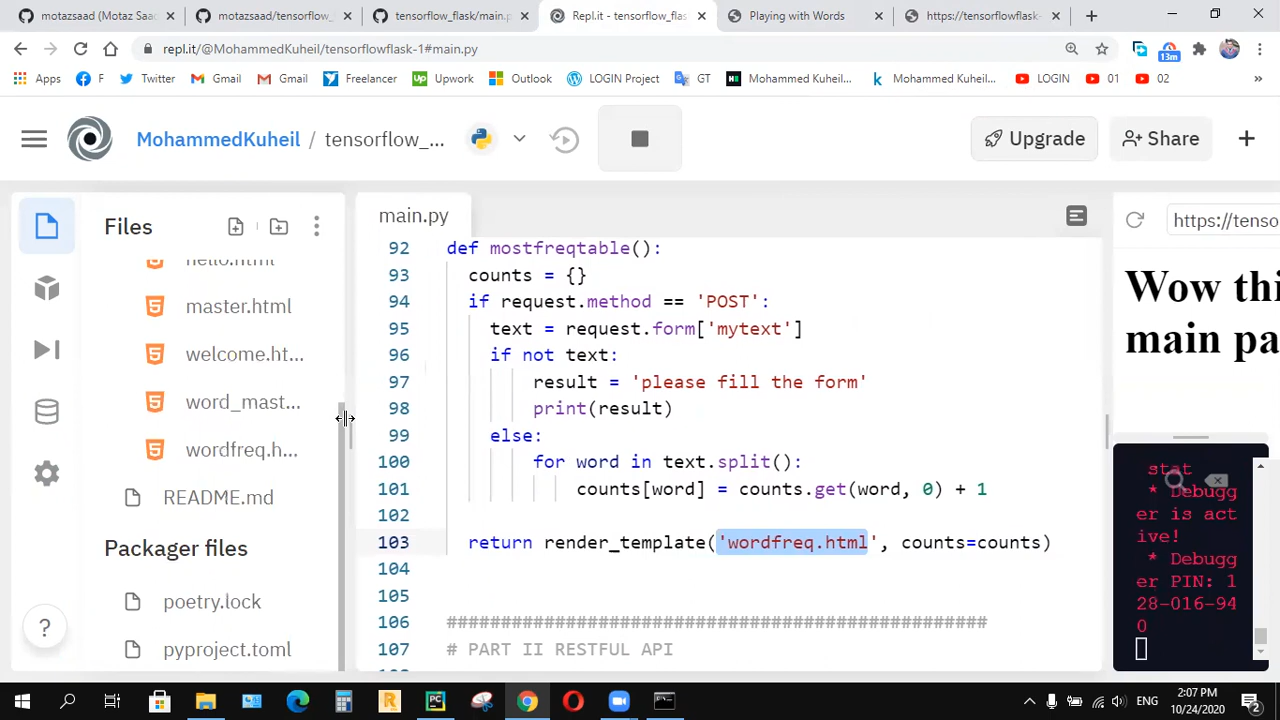 motazsaad (Motaz Saad
motazsaad/tensorflow_
tensorflow_flask/main.p
Repl.it - tensorflow_fla
Playing with Words
https://tensorflowflask-
repl.it/@MohammedKuheil/tensorflowflask-1#main.py
13m
Apps
F
Twitter
Gmail
Gmail
Freelancer
Upwork
Outlook
LOGIN Project
GT
Mohammed Kuheil...
Mohammed Kuheil...
LOGIN
01
02
»
MohammedKuheil / tensorflow_...
Upgrade
Share
Files
hello.html
master.html
welcome.ht...
word_mast...
wordfreq.h...
README.md
Packager files
poetry.lock
pyproject.toml
?
main.py
92 def mostfreqtable():
93 counts = {}
94 if request.method == 'POST':
95 text = request.form['mytext']
96 if not text:
97 result = 'please fill the form'
98 print(result)
99 else:
100 for word in text.split():
101 counts[word] = counts.get(word, 0) + 1
102
103 return render_template('wordfreq.html', counts=counts)
104
105
106 ##################################################
107 # PART II RESTFUL API
https://tenso
Wow thi
main pa
stat
* Debugg
er is act
ive!
* Debugg
er PIN: 1
28-016-94
0
ENG
2:07 PM
10/24/2020
2